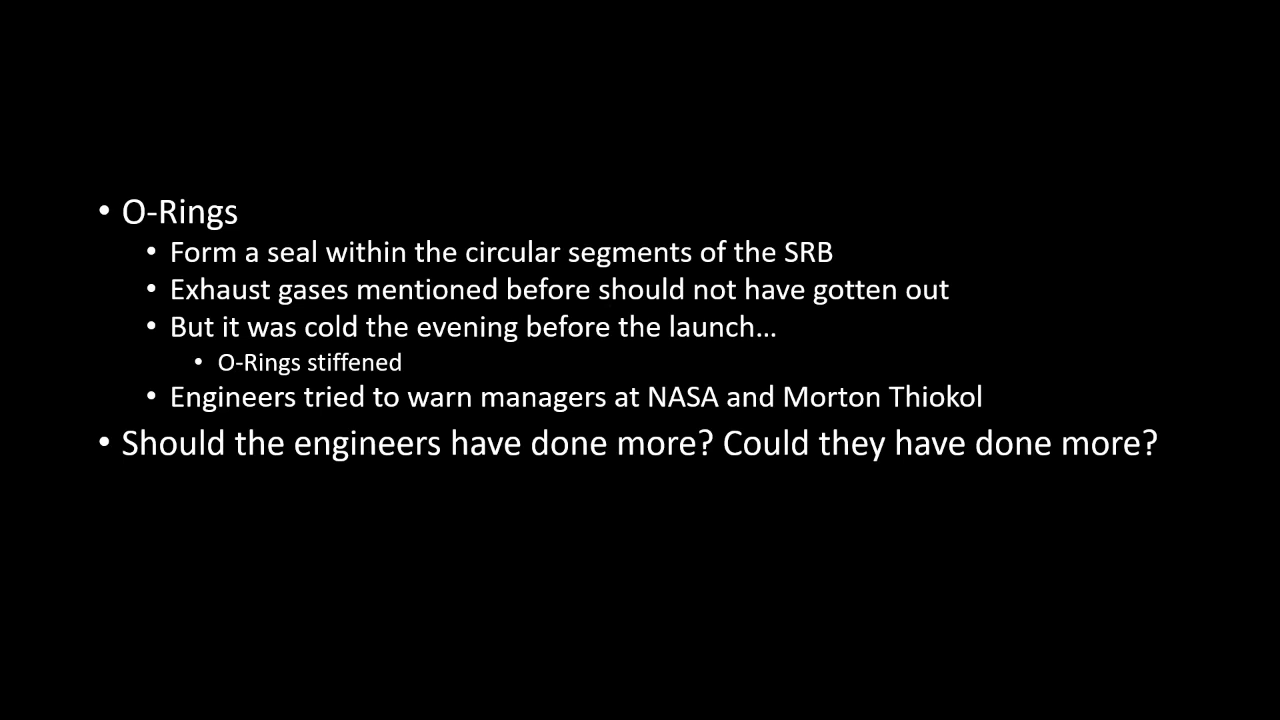 • O-Rings
• Form a seal within the circular segments of the SRB
• Exhaust gases mentioned before should not have gotten out
• But it was cold the evening before the launch…
• O-Rings stiffened
• Engineers tried to warn managers at NASA and Morton Thiokol
• Should the engineers have done more? Could they have done more?